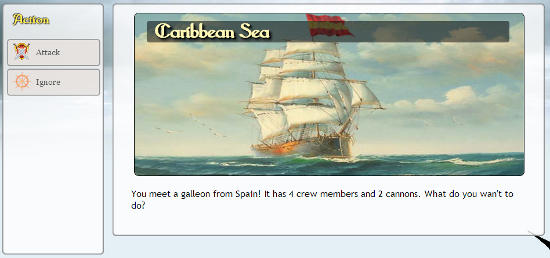 Action
Attack
Ignore
Caribbean Sea
You meet a galleon from Spain! It has 4 crew members and 2 cannons. What do you wan't to
do?